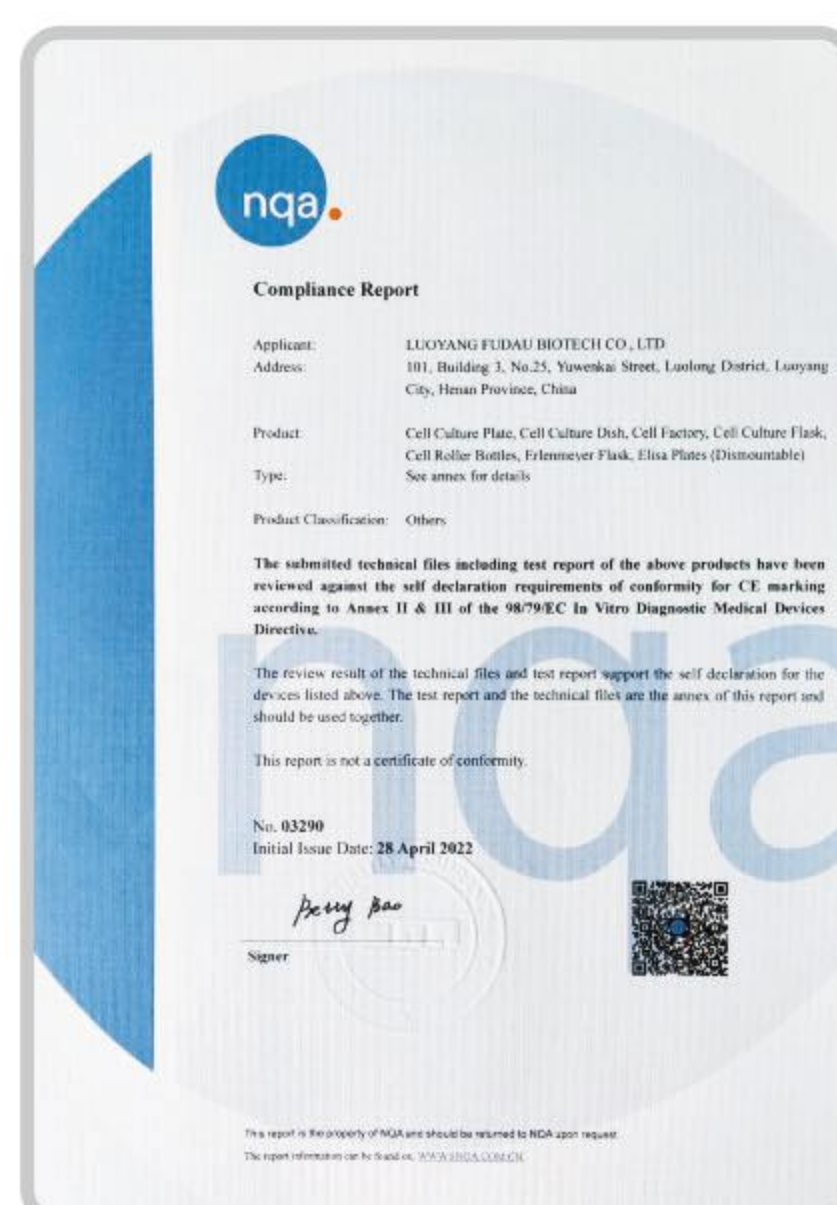 nqa.
Compliance Report
Applicant: LUOYANG FUDAU BIOTECH CO., LTD
Address: 101, Building 3, No.25, Yuwenkai Street, Luolong District, Luoyang
City, Henan Province, China
Product: Cell Culture Plate, Cell Culture Dish, Cell Factory, Cell Culture Flask,
Cell Roller Bottles, Erlenmeyer Flask, Elisa Plates (Dismountable)
Type: See annex for details
Product Classification: Others
The submitted technical files including test report of the above products have been
reviewed against the self declaration requirements of conformity for CE marking
according to Annex II & III of the 98/79/EC In Vitro Diagnostic Medical Devices
Directive.
The review result of the technical files and test report support the self declaration for the
devices listed above. The test report and the technical files are the annex of this report and
should be used together.
This report is not a certificate of conformity.
No. 03290
Initial Issue Date: 28 April 2022
Berry Bao
Signer
This report is the property of NQA and should be returned to NQA upon request
The report information can be found on,
nqa